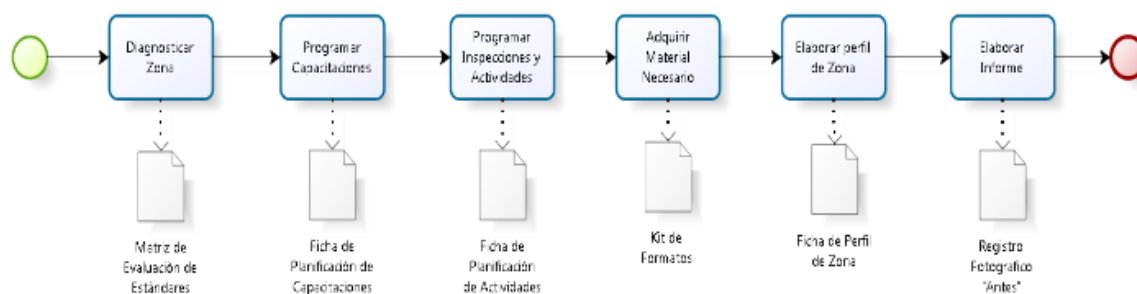 Diagnosticar
Zona
Programar
Capacitaciones
Programar
Inspecciones y
Actividades
Adquirir
Material
Necesario
Elaborar perfil
de Zona
Elaborar
Informe
Matriz de
Evaluación de
Estándares
Ficha de
Planificación de
Capacitaciones
Ficha de
Planificación
de Actividades
Kit de
Formatos
Ficha de Perfil
de Zona
Registro
Fotografico
"Antes"